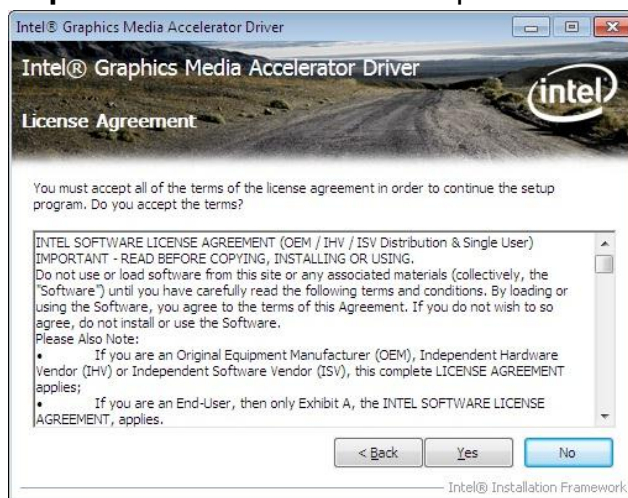 Intel® Graphics Media Accelerator Driver
Intel® Graphics Media Accelerator Driver
intel
License Agreement
You must accept all of the terms of the license agreement in order to continue the setup
program. Do you accept the terms?
INTEL SOFTWARE LICENSE AGREEMENT (OEM / IHV / ISV Distribution & Single User)
IMPORTANT - READ BEFORE COPYING, INSTALLING OR USING.
Do not use or load software from this site or any associated materials (collectively, the
"Software") until you have carefully read the following terms and conditions. By loading or
using the Software, you agree to the terms of this Agreement. If you do not wish to so
agree, do not install or use the Software.
Please Also Note:
• If you are an Original Equipment Manufacturer (OEM), Independent Hardware
Vendor (IHV) or Independent Software Vendor (ISV), this complete LICENSE AGREEMENT
applies;
• If you are an End-User, then only Exhibit A, the INTEL SOFTWARE LICENSE
AGREEMENT, applies.
< Back Yes No
Intel® Installation Framework